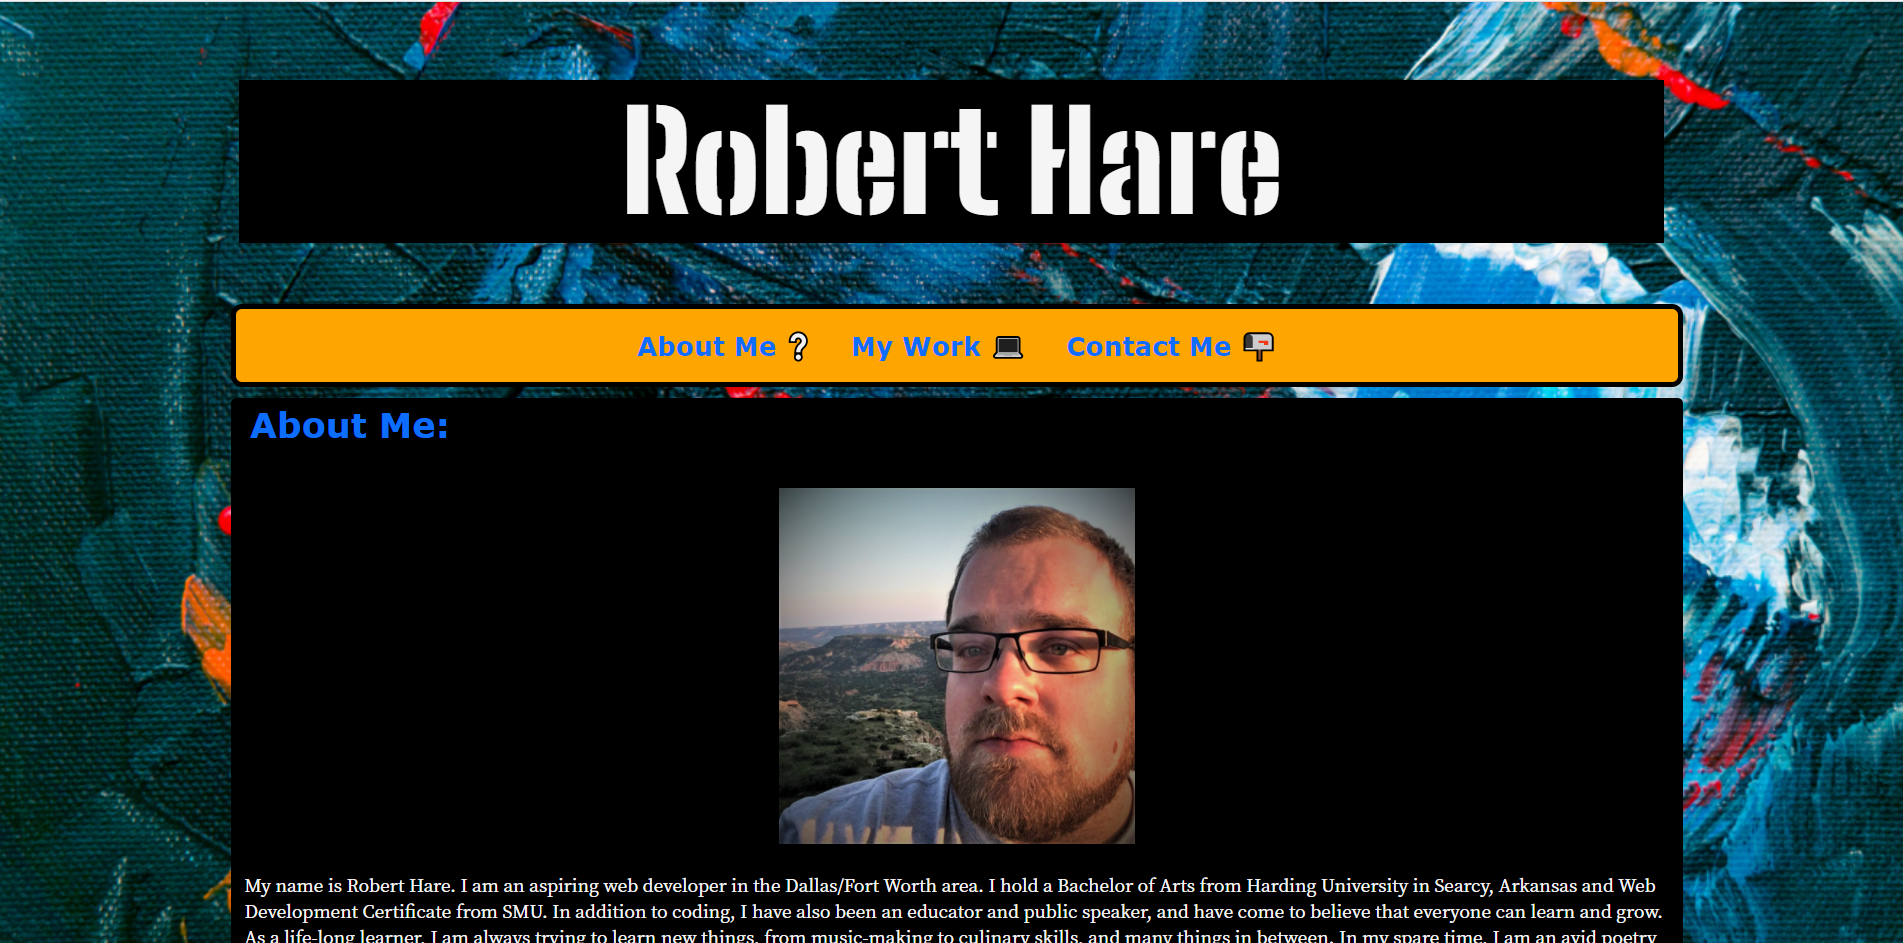 Robert Hare
About Me ❔ My Work 💻 Contact Me 📪
About Me:
My name is Robert Hare. I am an aspiring web developer in the Dallas/Fort Worth area. I hold a Bachelor of Arts from Harding University in Searcy, Arkansas and Web
Development Certificate from SMU. In addition to coding, I have also been an educator and public speaker, and have come to believe that everyone can learn and grow.
As a life-long learner, I am always trying to learn new things, from music-making to culinary skills, and many things in between. In my spare time, I am an avid poetry